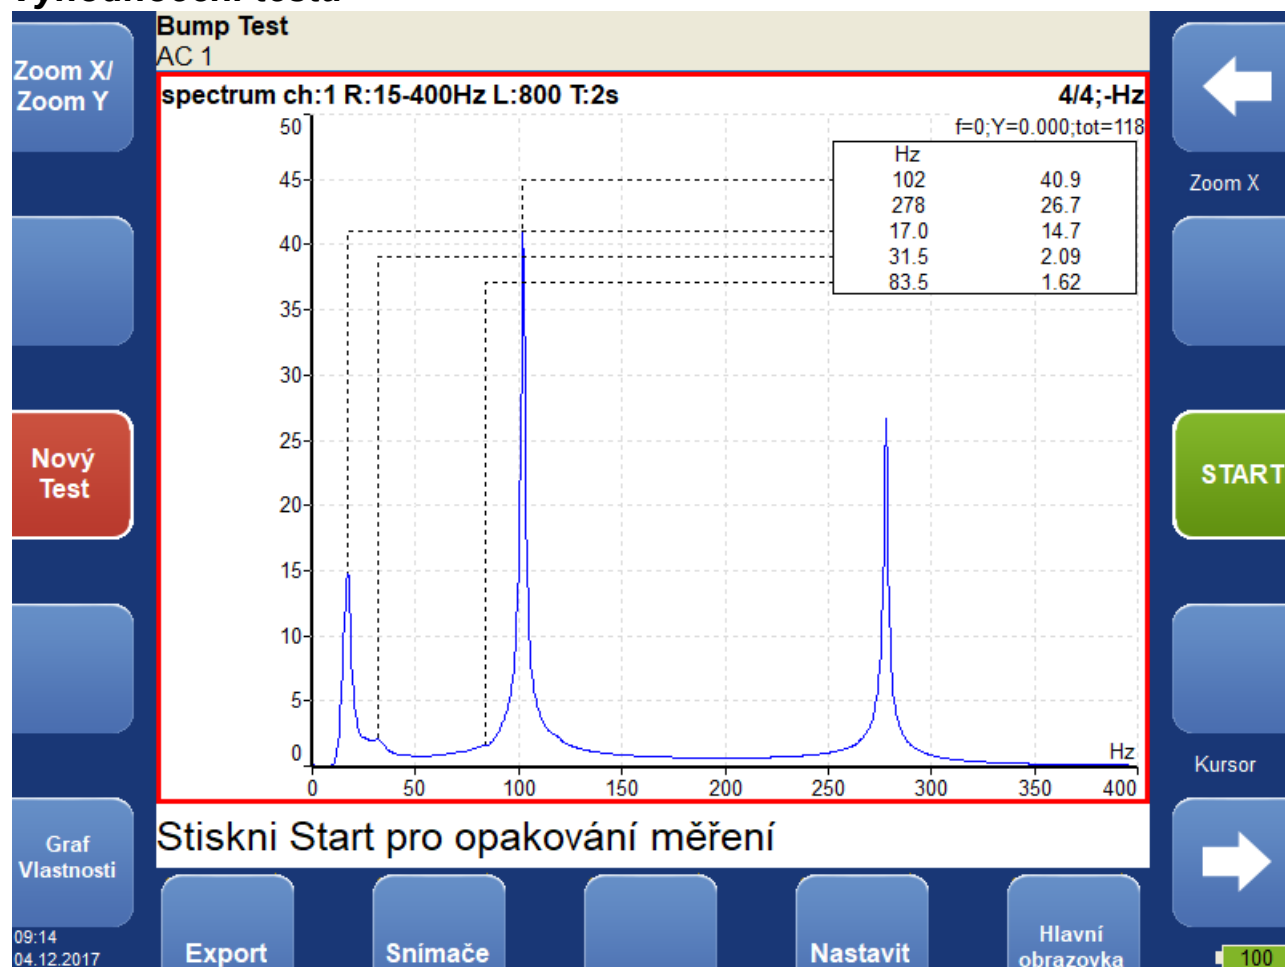 Vyhodnocení testu
Bump Test
AC 1
Zoom X/
Zoom Y
spectrum ch:1 R:15-400Hz L:800 T:2s
4/4;-Hz
f=0;Y=0.000;tot=118
Hz
102 40.9
278 26.7
17.0 14.7
31.5 2.09
83.5 1.62
50
45
40
35
30
25
20
15
10
5
0
0 50 100 150 200 250 300 350 400
Hz
Zoom X
Nový
Test
START
Kursor
Stiskni Start pro opakování měření
Graf
Vlastnosti
09:14
04.12.2017
Export
Snímače
Nastavit
Hlavní
obrazovka
100